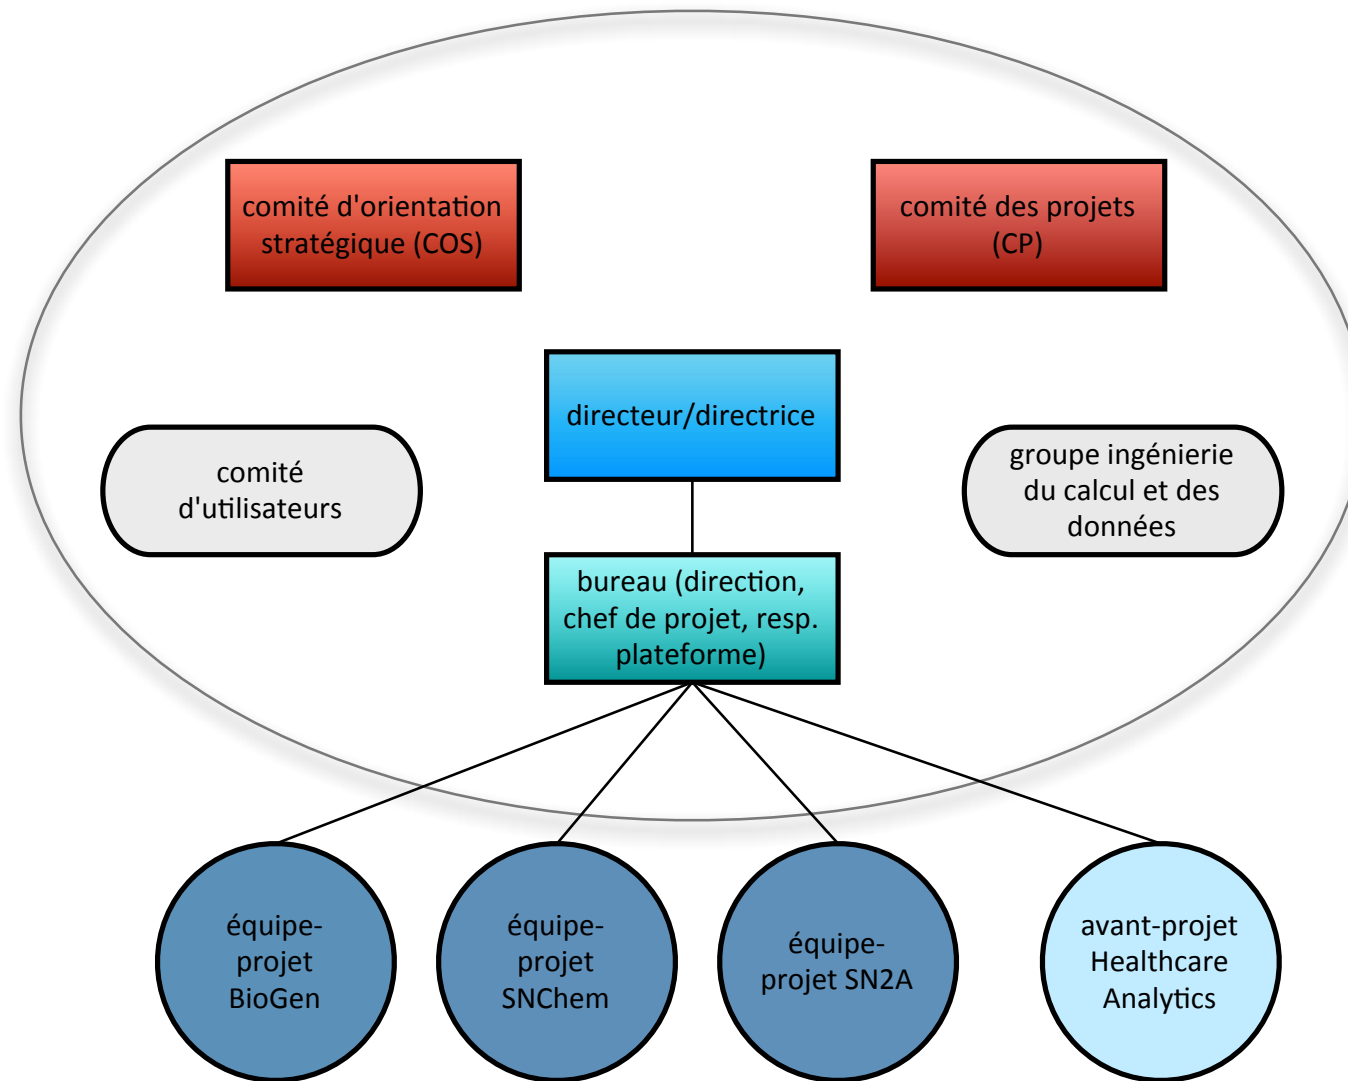 comité d'orientation
stratégique (COS)
comité des projets
(CP)
directeur/directrice
comité
d'utilisateurs
groupe ingénierie
du calcul et des
données
bureau (direction,
chef de projet, resp.
plateforme)
équipe-
projet
BioGen
équipe-
projet
SNChem
équipe-
projet SN2A
avant-projet
Healthcare
Analytics